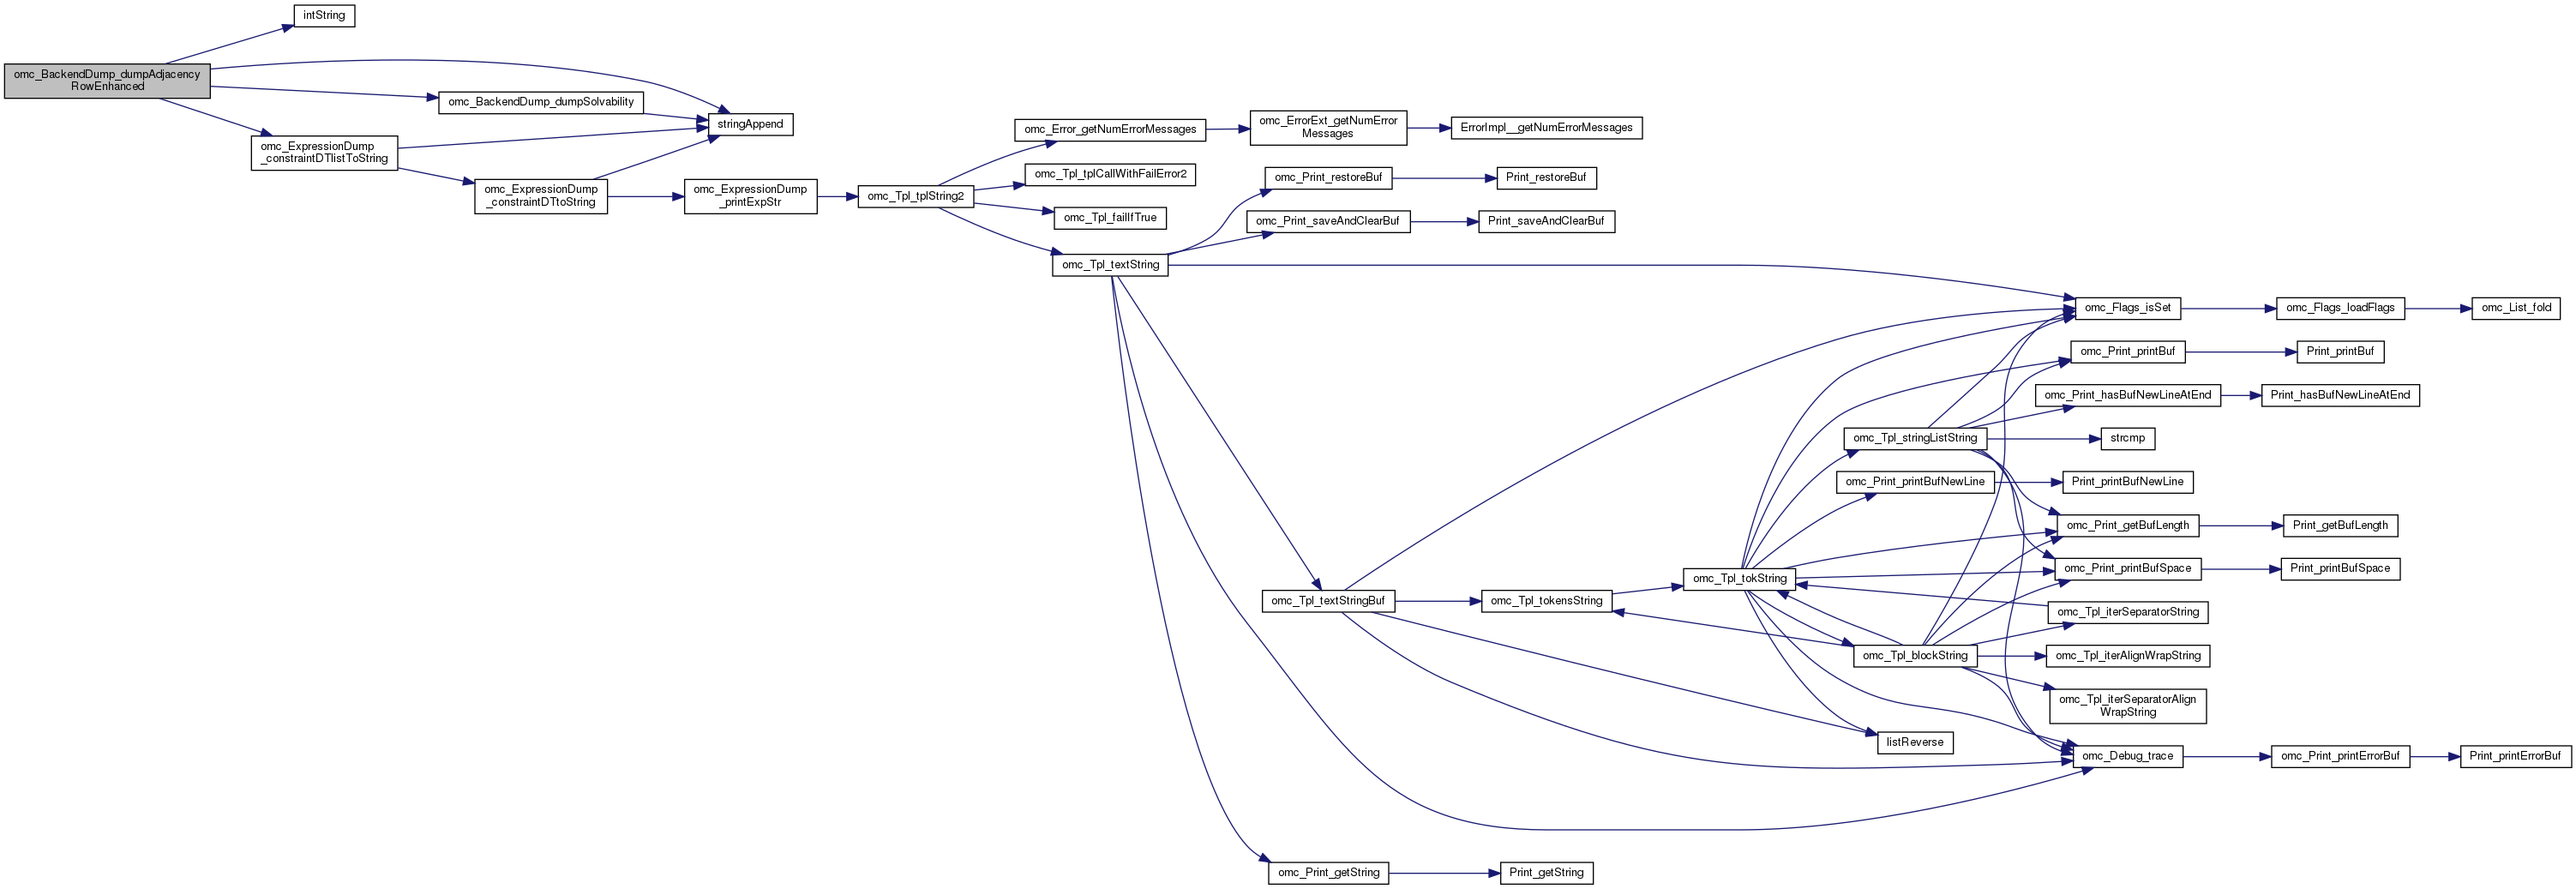 intString
omc_BackendDump_dumpAdjacency
RowEnhanced
omc_BackendDump_dumpSolvability
stringAppend
omc_ExpressionDump
_constraintDTlistToString
omc_ExpressionDump
_constraintDTtoString
omc_ExpressionDump
_printExpStr
omc_Tpl_tplString2
omc_Error_getNumErrorMessages
omc_ErrorExt_getNumError
Messages
ErrorImpl__getNumErrorMessages
omc_Tpl_tplCallWithFailError2
omc_Tpl_failIfTrue
omc_Tpl_textString
omc_Print_restoreBuf
Print_restoreBuf
omc_Print_saveAndClearBuf
Print_saveAndClearBuf
omc_Flags_isSet
omc_Flags_loadFlags
omc_List_fold
omc_Print_printBuf
Print_printBuf
omc_Print_hasBufNewLineAtEnd
Print_hasBufNewLineAtEnd
omc_Tpl_stringListString
strcmp
omc_Print_printBufNewLine
Print_printBufNewLine
omc_Print_getBufLength
Print_getBufLength
omc_Print_printBufSpace
Print_printBufSpace
omc_Tpl_tokString
omc_Tpl_textStringBuf
omc_Tpl_tokensString
omc_Tpl_iterSeparatorString
omc_Tpl_blockString
omc_Tpl_iterAlignWrapString
omc_Tpl_iterSeparatorAlign
WrapString
listReverse
omc_Debug_trace
omc_Print_printErrorBuf
Print_printErrorBuf
omc_Print_getString
Print_getString